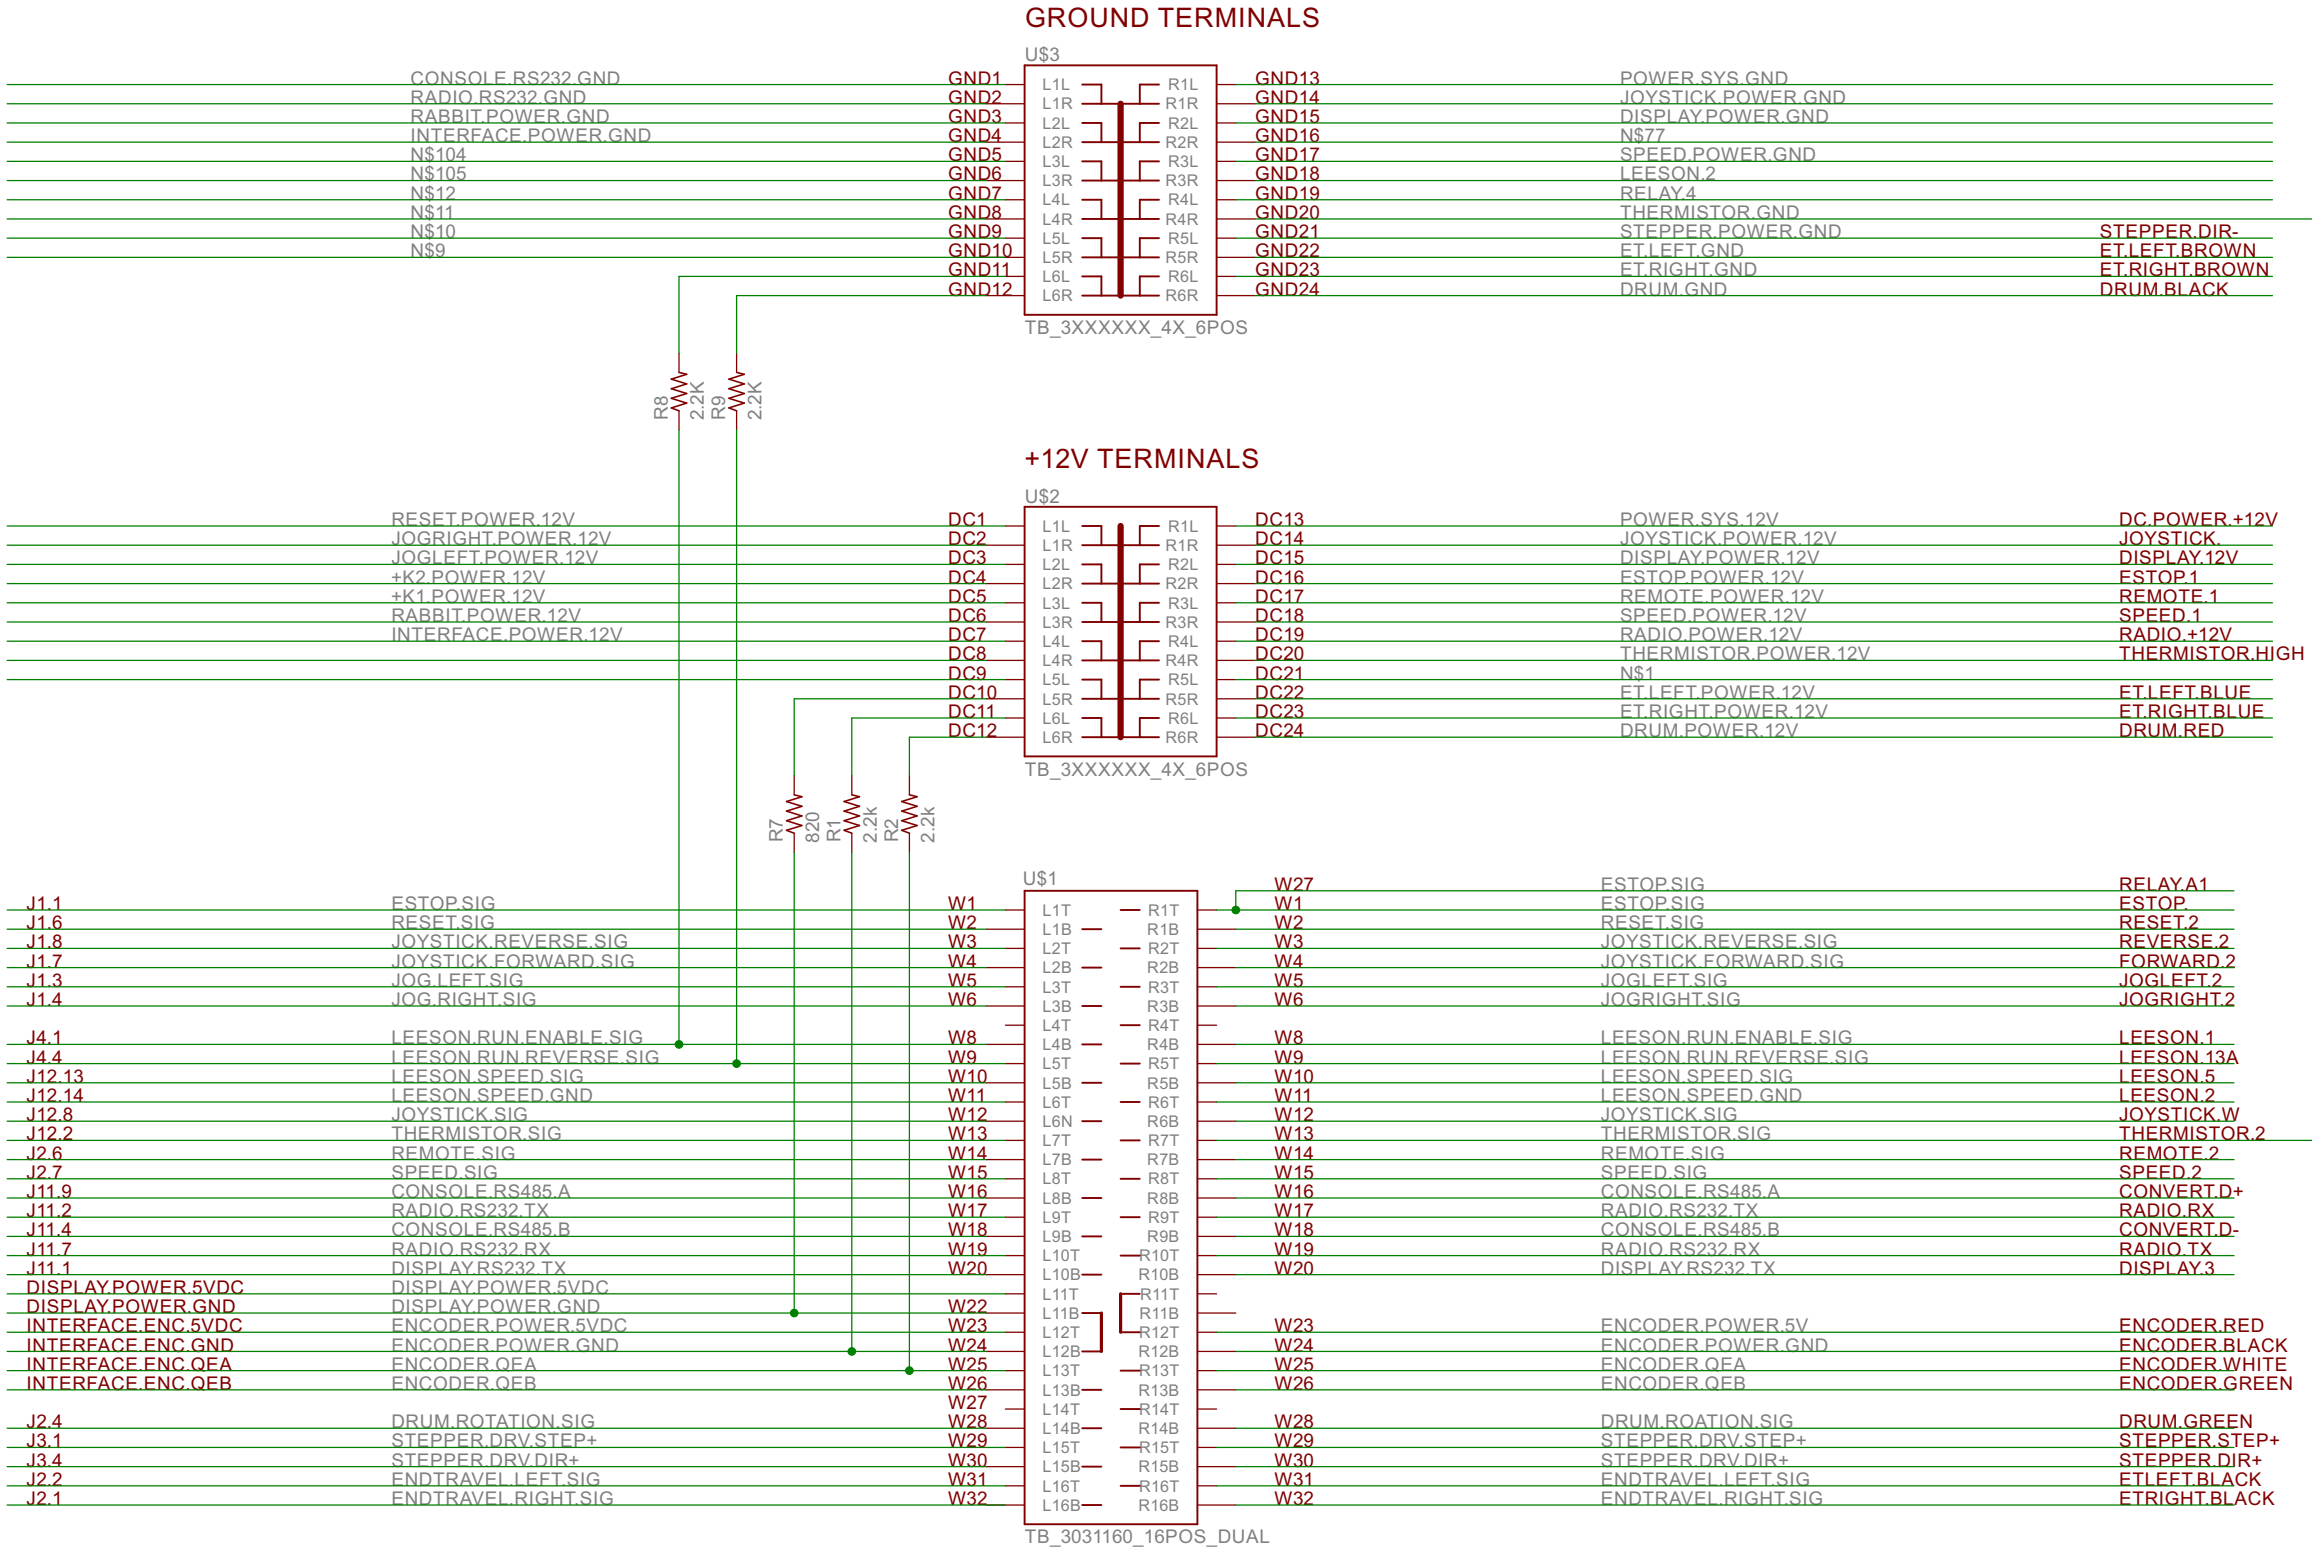 GROUND TERMINALS
U$3
CONSOLE.RS232.GND GND1 L1L R1L GND13 POWER.SYS.GND
RADIO.RS232.GND GND2 L1R R1R GND14 JOYSTICK.POWER.GND
RABBIT.POWER.GND GND3 L2L R2L GND15 DISPLAY.POWER.GND
INTERFACE.POWER.GND GND4 L2R R2R GND16 N$77
N$104 GND5 L3L R3L GND17 SPEED.POWER.GND
N$105 GND6 L3R R3R GND18 LEESON.2
N$12 GND7 L4L R4L GND19 RELAY.4
N$11 GND8 L4R R4R GND20 THERMISTOR.GND
N$10 GND9 L5L R5L GND21 STEPPER.POWER.GND STEPPER.DIR-
N$9 GND10 L5R R5R GND22 ET.LEFT.GND ET.LEFT.BROWN
GND11 L6L R6L GND23 ET.RIGHT.GND ET.RIGHT.BROWN
GND12 L6R R6R GND24 DRUM.GND DRUM.BLACK
TB_3XXXXXX_4X_6POS
R8 2.2K R9 2.2K
+12V TERMINALS
U$2
RESET.POWER.12V DC1 L1L R1L DC13 POWER.SYS.12V DC.POWER.+12V
JOGRIGHT.POWER.12V DC2 L1R R1R DC14 JOYSTICK.POWER.12V JOYSTICK.
JOGLEFT.POWER.12V DC3 L2L R2L DC15 DISPLAY.POWER.12V DISPLAY.12V
+K2.POWER.12V DC4 L2R R2R DC16 ESTOP.POWER.12V ESTOP.1
+K1.POWER.12V DC5 L3L R3L DC17 REMOTE.POWER.12V REMOTE.1
RABBIT.POWER.12V DC6 L3R R3R DC18 SPEED.POWER.12V SPEED.1
INTERFACE.POWER.12V DC7 L4L R4L DC19 RADIO.POWER.12V RADIO.+12V
DC8 L4R R4R DC20 THERMISTOR.POWER.12V THERMISTOR.HIGH
DC9 L5L R5L DC21 N$1
DC10 L5R R5R DC22 ET.LEFT.POWER.12V ET.LEFT.BLUE
DC11 L6L R6L DC23 ET.RIGHT.POWER.12V ET.RIGHT.BLUE
DC12 L6R R6R DC24 DRUM.POWER.12V DRUM.RED
TB_3XXXXXX_4X_6POS
R7 820 R1 2.2k R2 2.2k
U$1
W27 ESTOP.SIG RELAY.A1
J1.1 ESTOP.SIG W1 L1T R1T W1 ESTOP.SIG ESTOP.
J1.6 RESET.SIG W2 L1B R1B W2 RESET.SIG RESET.2
J1.8 JOYSTICK.REVERSE.SIG W3 L2T R2T W3 JOYSTICK.REVERSE.SIG REVERSE.2
J1.7 JOYSTICK.FORWARD.SIG W4 L2B R2B W4 JOYSTICK.FORWARD.SIG FORWARD.2
J1.3 JOG.LEFT.SIG W5 L3T R3T W5 JOGLEFT.SIG JOGLEFT.2
J1.4 JOG.RIGHT.SIG W6 L3B R3B W6 JOGRIGHT.SIG JOGRIGHT.2
L4T R4T
J4.1 LEESON.RUN.ENABLE.SIG W8 L4B R4B W8 LEESON.RUN.ENABLE.SIG LEESON.1
J4.4 LEESON.RUN.REVERSE.SIG W9 L5T R5T W9 LEESON.RUN.REVERSE.SIG LEESON.13A
J12.13 LEESON.SPEED.SIG W10 L5B R5B W10 LEESON.SPEED.SIG LEESON.5
J12.14 LEESON.SPEED.GND W11 L6T R6T W11 LEESON.SPEED.GND LEESON.2
J12.8 JOYSTICK.SIG W12 L6N R6B W12 JOYSTICK.SIG JOYSTICK.W
J12.2 THERMISTOR.SIG W13 L7T R7T W13 THERMISTOR.SIG THERMISTOR.2
J2.6 REMOTE.SIG W14 L7B R7B W14 REMOTE.SIG REMOTE.2
J2.7 SPEED.SIG W15 L8T R8T W15 SPEED.SIG SPEED.2
J11.9 CONSOLE.RS485.A W16 L8B R8B W16 CONSOLE.RS485.A CONVERT.D+
J11.2 RADIO.RS232.TX W17 L9T R9T W17 RADIO.RS232.TX RADIO.RX
J11.4 CONSOLE.RS485.B W18 L9B R9B W18 CONSOLE.RS485.B CONVERT.D-
J11.7 RADIO.RS232.RX W19 L10T R10T W19 RADIO.RS232.RX RADIO.TX
J11.1 DISPLAY.RS232.TX W20 L10B R10B W20 DISPLAY.RS232.TX DISPLAY.3
DISPLAY.POWER.5VDC DISPLAY.POWER.5VDC L11T R11T
DISPLAY.POWER.GND DISPLAY.POWER.GND W22 L11B R11B
INTERFACE.ENC.5VDC ENCODER.POWER.5VDC W23 L12T R12T W23 ENCODER.POWER.5V ENCODER.RED
INTERFACE.ENC.GND ENCODER.POWER.GND W24 L12B R12B W24 ENCODER.POWER.GND ENCODER.BLACK
INTERFACE.ENC.QEA ENCODER.QEA W25 L13T R13T W25 ENCODER.QEA ENCODER.WHITE
INTERFACE.ENC.QEB ENCODER.QEB W26 L13B R13B W26 ENCODER.QEB ENCODER.GREEN
W27 L14T R14T
J2.4 DRUM.ROTATION.SIG W28 L14B R14B W28 DRUM.ROATION.SIG DRUM.GREEN
J3.1 STEPPER.DRV.STEP+ W29 L15T R15T W29 STEPPER.DRV.STEP+ STEPPER.STEP+
J3.4 STEPPER.DRV.DIR+ W30 L15B R15B W30 STEPPER.DRV.DIR+ STEPPER.DIR+
J2.2 ENDTRAVEL.LEFT.SIG W31 L16T R16T W31 ENDTRAVEL.LEFT.SIG ETLEFT.BLACK
J2.1 ENDTRAVEL.RIGHT.SIG W32 L16B R16B W32 ENDTRAVEL.RIGHT.SIG ETRIGHT.BLACK
TB_3031160_16POS_DUAL